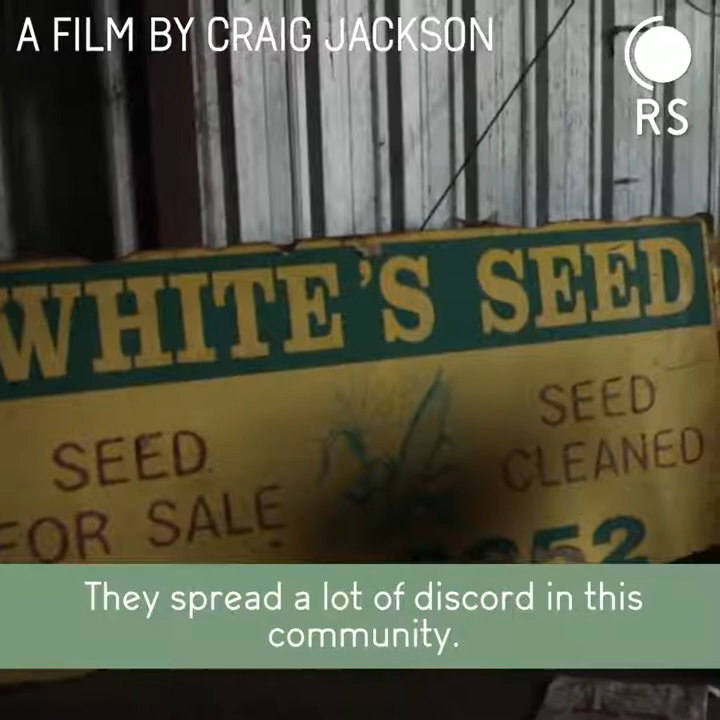 A FILM BY CRAIG JACKSON
RS
WHITE'S SEED
SEED
FOR SALE
SEED
CLEANED
52
They spread a lot of discord in this
community.